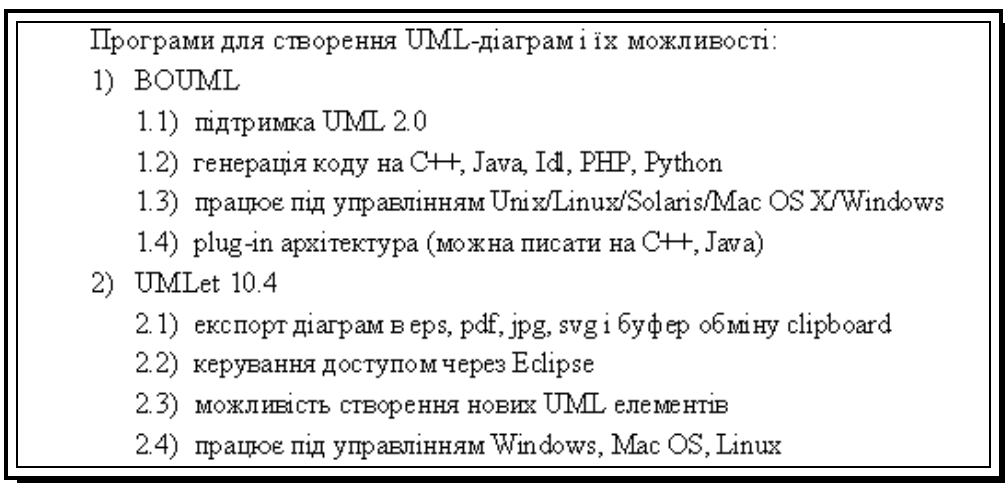 Програми для створення UML-діаграм і їх можливості:
1) BOUML
1.1) підтримка UML 2.0
1.2) генерація коду на C++, Java, Idl, PHP, Python
1.3) працює під управлінням Unix/Linux/Solaris/Mac OS X/Windows
1.4) plug-in архітектура (можна писати на C++, Java)
2) UMLet 10.4
2.1) експорт діаграм в eps, pdf, jpg, svg і буфер обміну clipboard
2.2) керування доступом через Eclipse
2.3) можливість створення нових UML елементів
2.4) працює під управлінням Windows, Mac OS, Linux